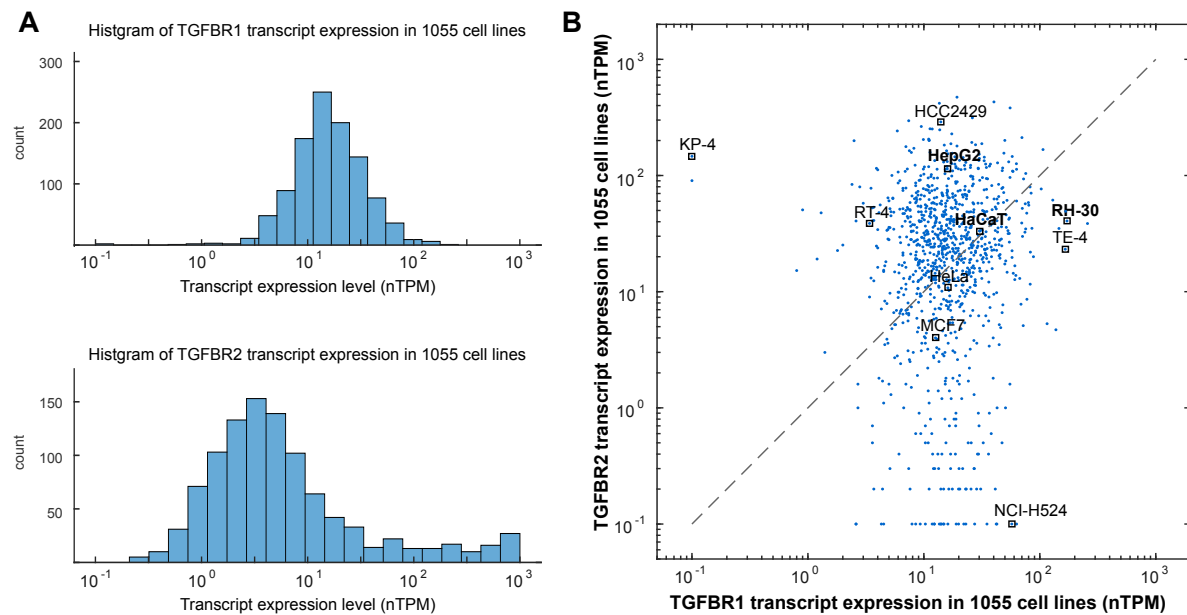 A
Histgram of TGFBR1 transcript expression in 1055 cell lines
300
200
100
0
count
10^-1 10^0 10^1 10^2 10^3
Transcript expression level (nTPM)
Histgram of TGFBR2 transcript expression in 1055 cell lines
150
100
50
count
10^-1 10^0 10^1 10^2 10^3
Transcript expression level (nTPM)
B
TGFBR2 transcript expression in 1055 cell lines (nTPM)
10^3
10^2
10^1
10^0
10^-1
HCC2429
KP-4
HepG2
RT-4
HaCaT
RH-30
TE-4
HeLa
MCF7
NCI-H524
10^-1 10^0 10^1 10^2 10^3
TGFBR1 transcript expression in 1055 cell lines (nTPM)